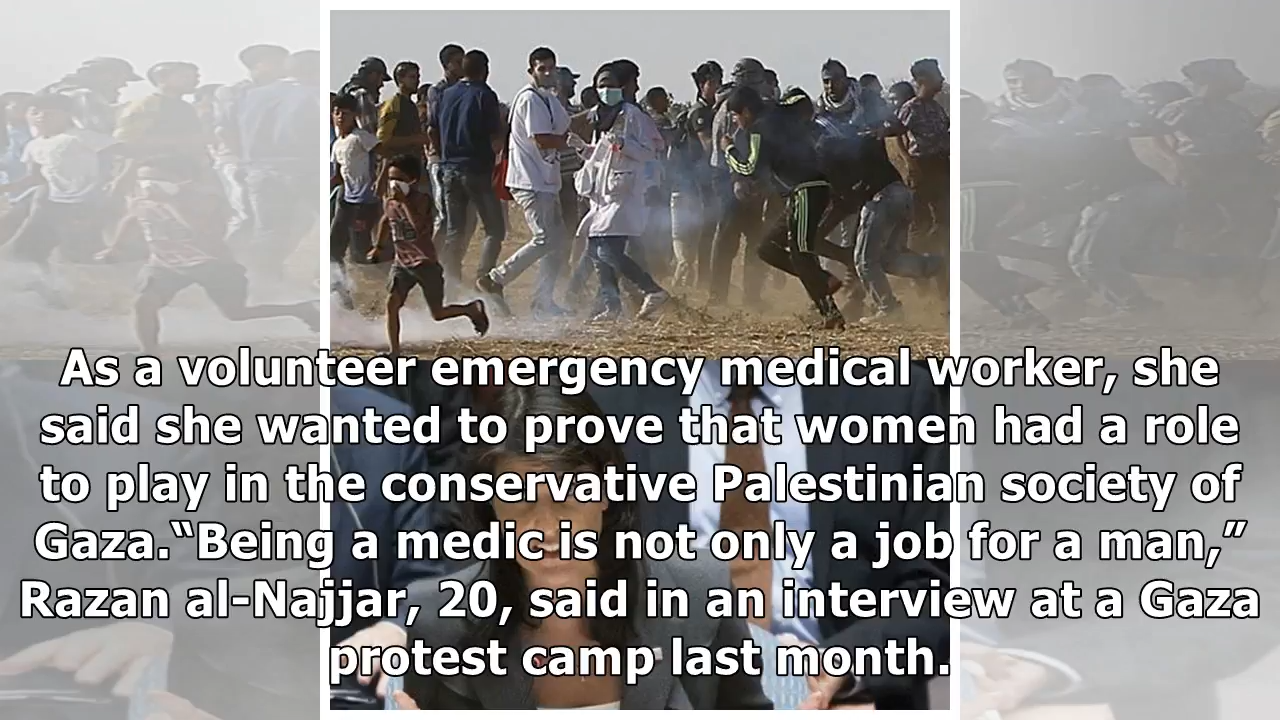 As a volunteer emergency medical worker, she
said she wanted to prove that women had a role
to play in the conservative Palestinian society of
Gaza.“Being a medic is not only a job for a man,”
Razan al-Najjar, 20, said in an interview at a Gaza
protest camp last month.